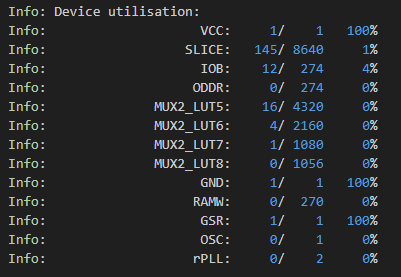 Info: Device utilisation:
Info: VCC: 1/ 1 100%
Info: SLICE: 145/ 8640 1%
Info: IOB: 12/ 274 4%
Info: ODDR: 0/ 274 0%
Info: MUX2_LUT5: 16/ 4320 0%
Info: MUX2_LUT6: 4/ 2160 0%
Info: MUX2_LUT7: 1/ 1080 0%
Info: MUX2_LUT8: 0/ 1056 0%
Info: GND: 1/ 1 100%
Info: RAMW: 0/ 270 0%
Info: GSR: 1/ 1 100%
Info: OSC: 0/ 1 0%
Info: rPLL: 0/ 2 0%